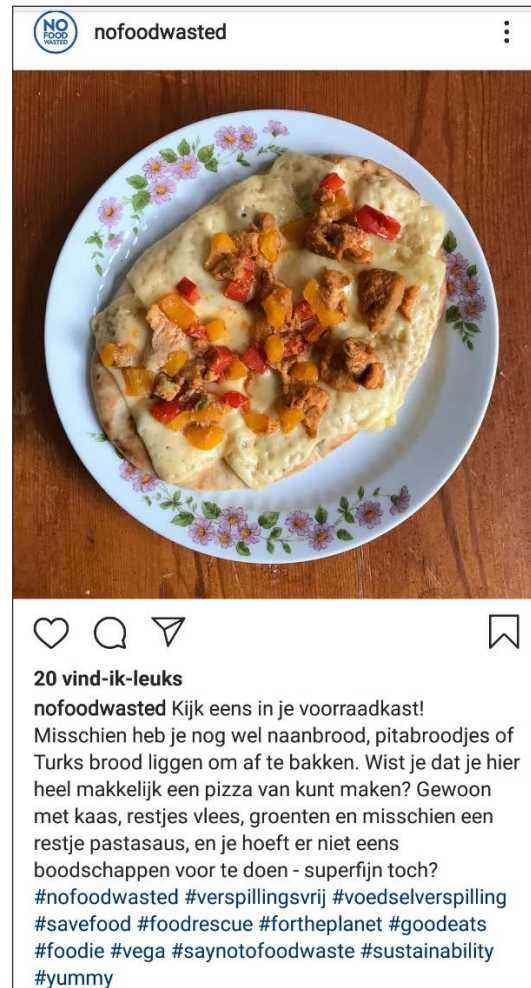 NO
FOOD
WASTED
nofoodwasted
20 vind-ik-leuks
nofoodwasted Kijk eens in je voorraadkast!
Misschien heb je nog wel naanbrood, pitabroodjes of
Turks brood liggen om af te bakken. Wist je dat je hier
heel makkelijk een pizza van kunt maken? Gewoon
met kaas, restjes vlees, groenten en misschien een
restje pastasaus, en je hoeft er niet eens
boodschappen voor te doen - superfijn toch?
#nofoodwasted #verspillingsvrij #voedselverspilling
#savefood #foodrescue #fortheplanet #goodeats
#foodie #vega #saynotofoodwaste #sustainability
#yummy